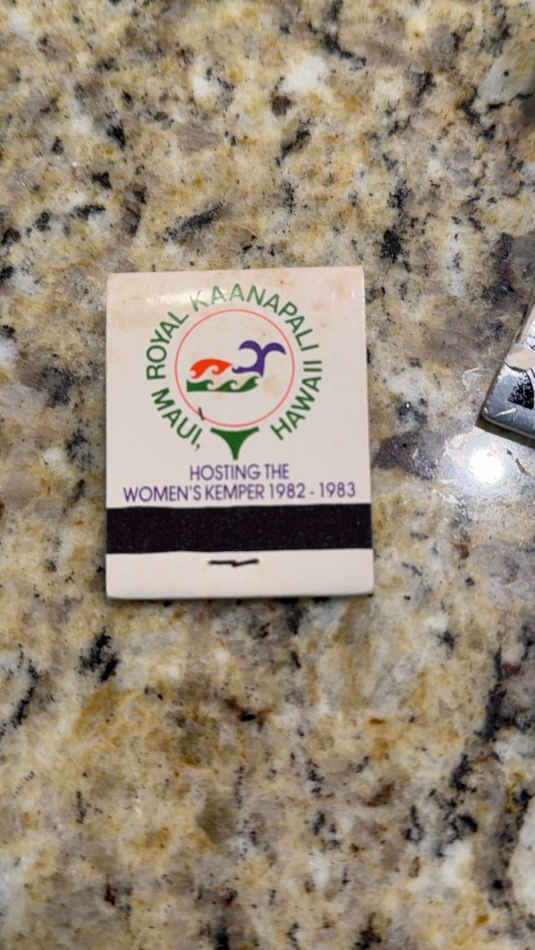 ROYAL KAANAPALI
MAUI, HAWAII
HOSTING THE
WOMEN'S KEMPER 1982 - 1983